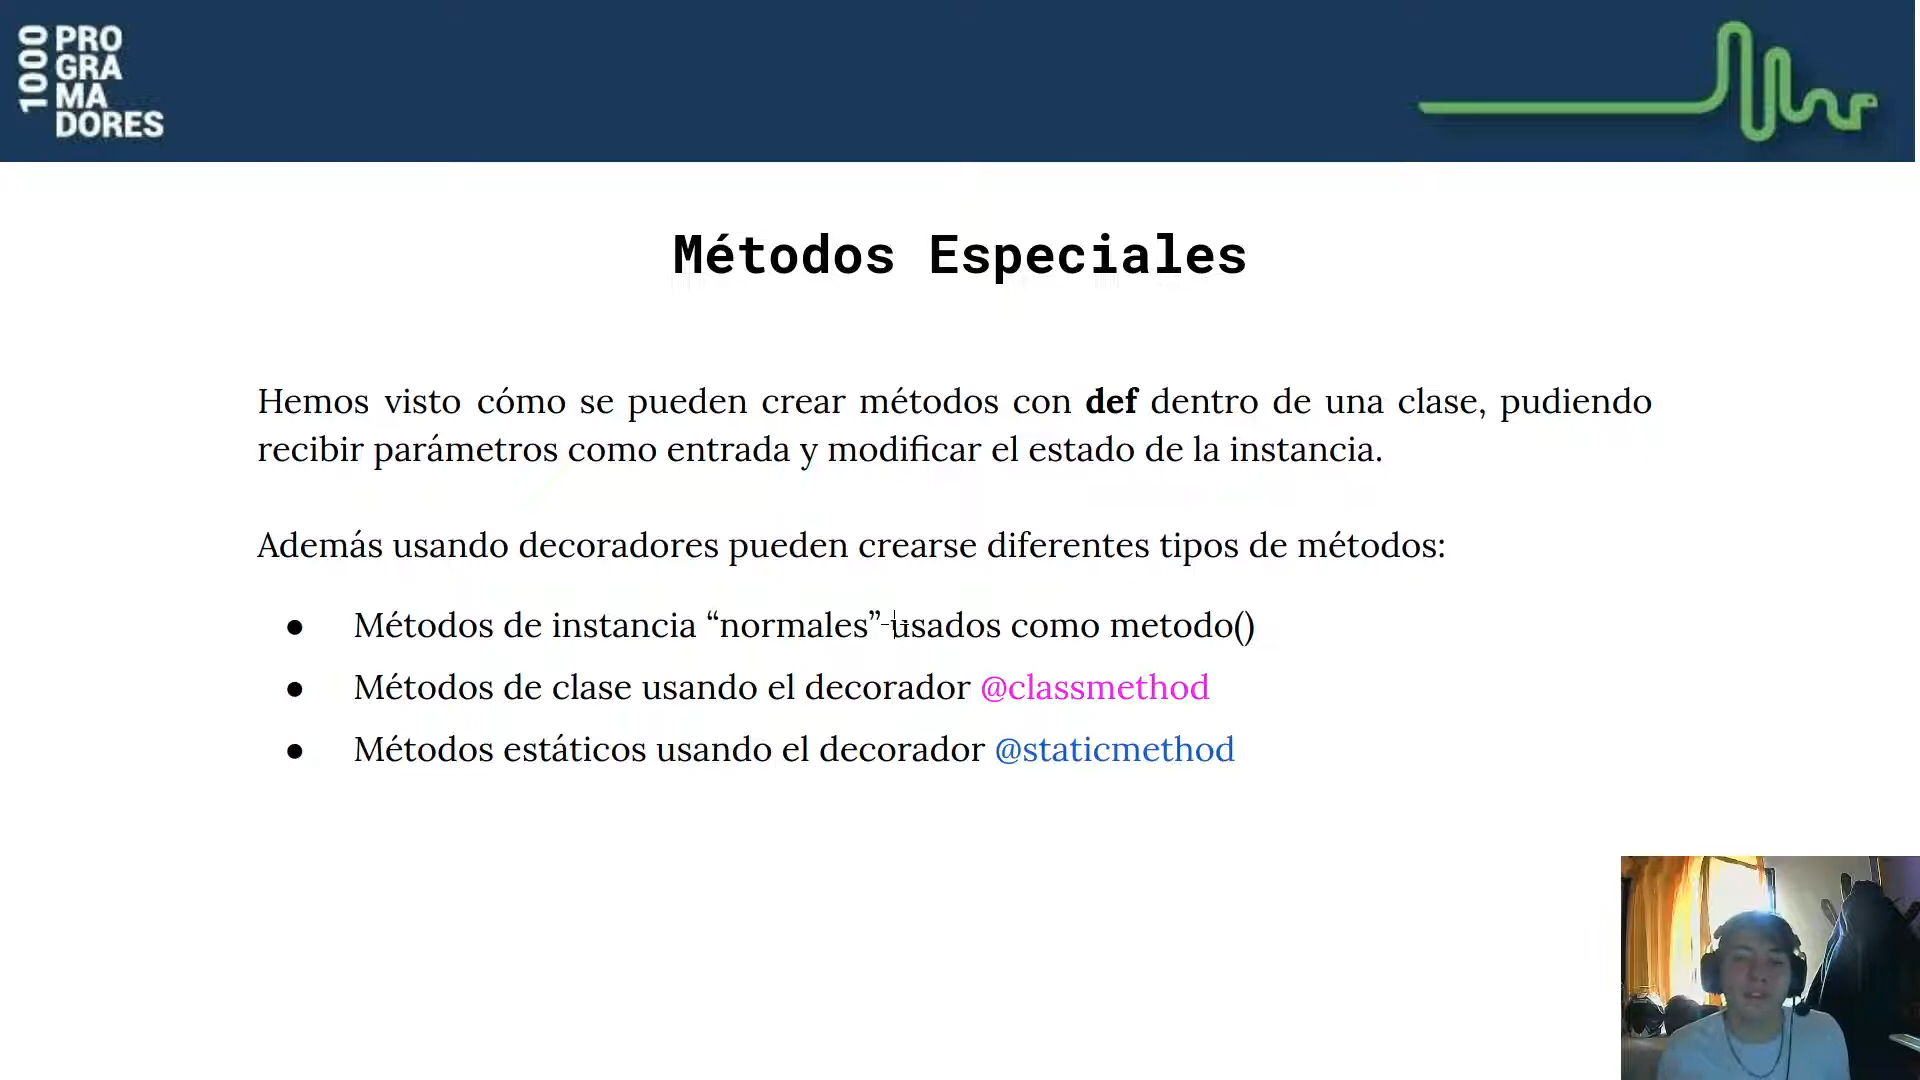 1000
PRO
GRA
MA
DORES
Métodos Especiales
Hemos visto cómo se pueden crear métodos con def dentro de una clase, pudiendo
recibir parámetros como entrada y modificar el estado de la instancia.
Además usando decoradores pueden crearse diferentes tipos de métodos:
● Métodos de instancia “normales” usados como metodo()
● Métodos de clase usando el decorador @classmethod
● Métodos estáticos usando el decorador @staticmethod